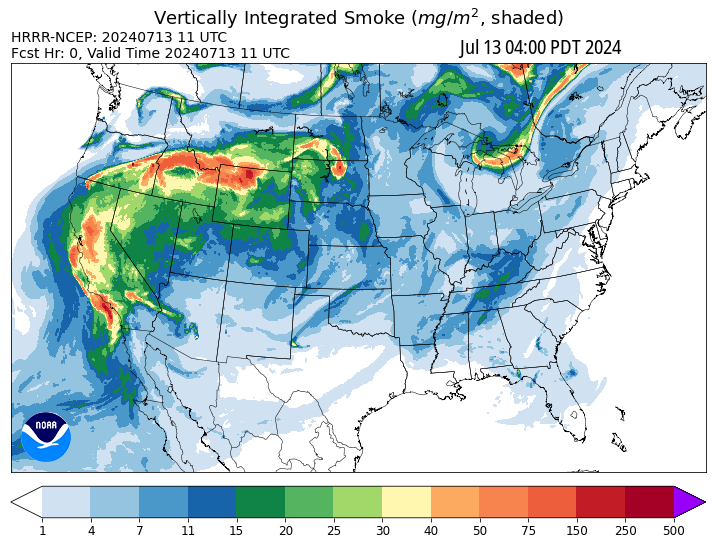 Vertically Integrated Smoke (mg/m², shaded)
HRRR-NCEP: 20240713 11 UTC
Fcst Hr: 0, Valid Time 20240713 11 UTC
Jul 13 04:00 PDT 2024
NOAA
1 4 7 11 15 20 25 30 40 50 75 150 250 500